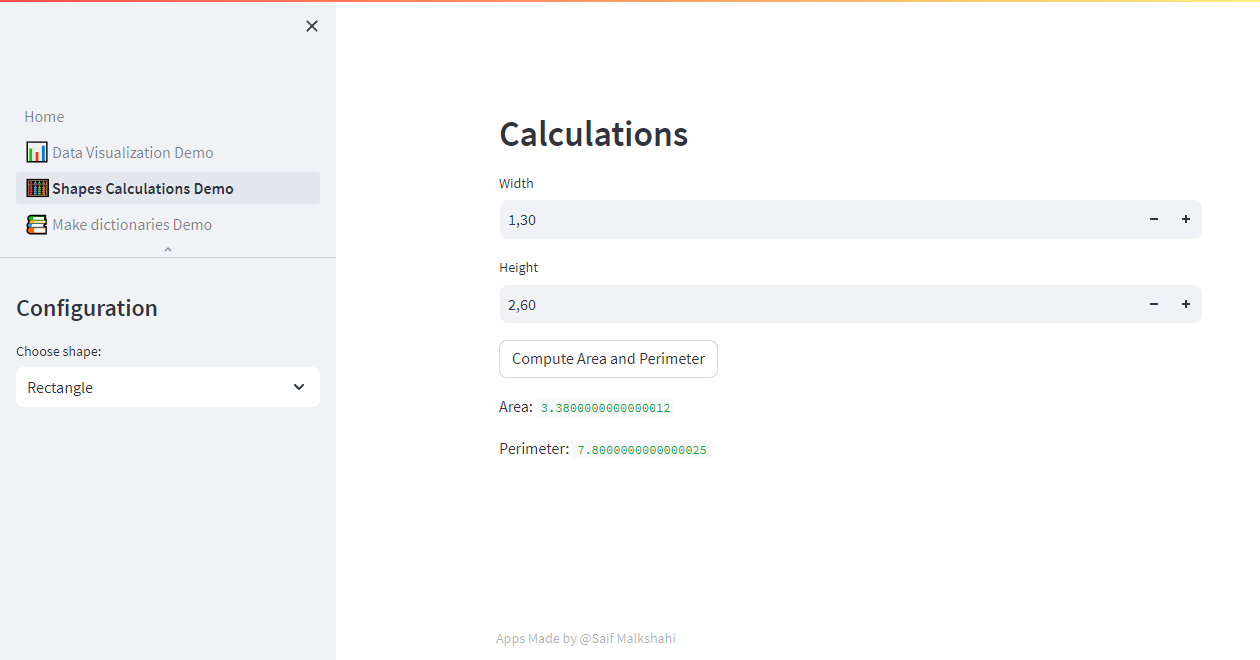 Home
Data Visualization Demo
Shapes Calculations Demo
Make dictionaries Demo
Configuration
Choose shape:
Rectangle
Calculations
Width
1,30
Height
2,60
Compute Area and Perimeter
Area: 3.3800000000000012
Perimeter: 7.8000000000000025
Apps Made by @Saif Malkshahi